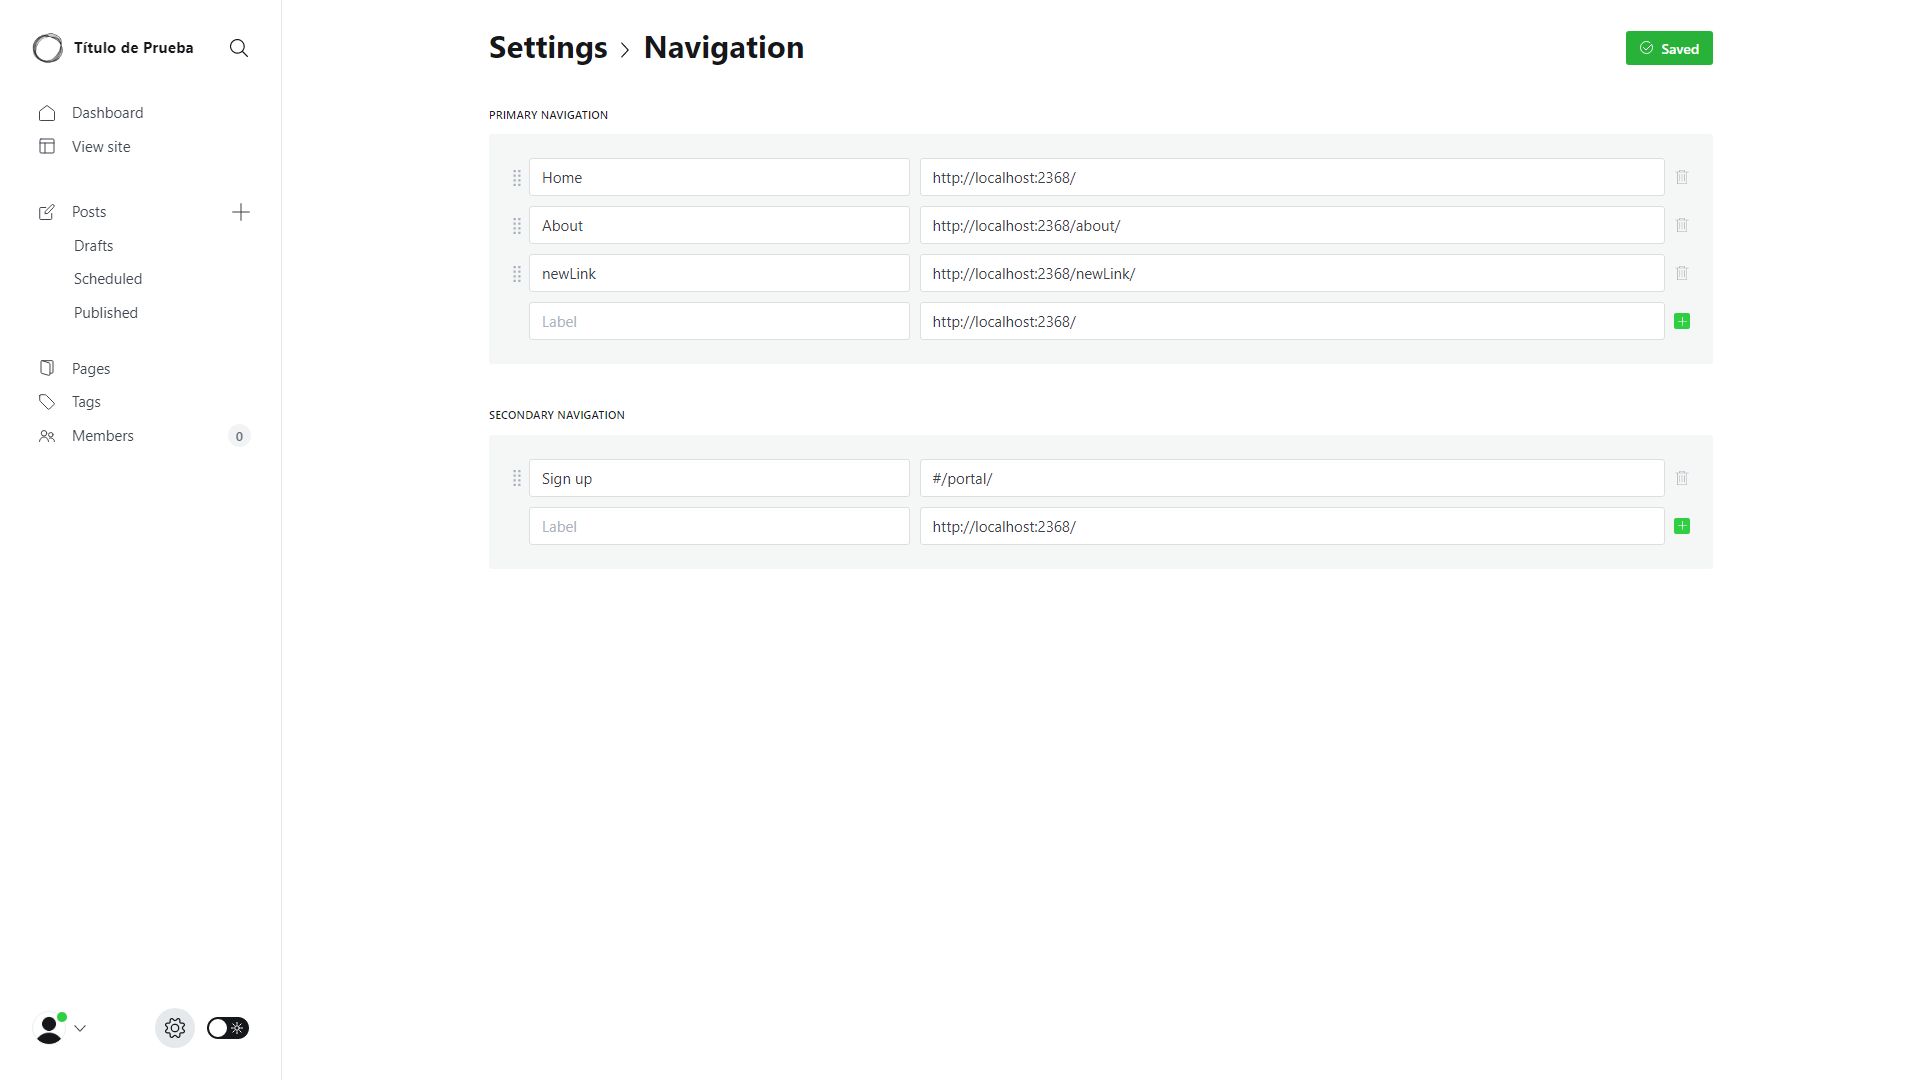 Título de Prueba
Dashboard
View site
Posts
Drafts
Scheduled
Published
Pages
Tags
Members 0
Settings > Navigation
Saved
PRIMARY NAVIGATION
Home http://localhost:2368/
About http://localhost:2368/about/
newLink http://localhost:2368/newLink/
Label http://localhost:2368/
SECONDARY NAVIGATION
Sign up #/portal/
Label http://localhost:2368/